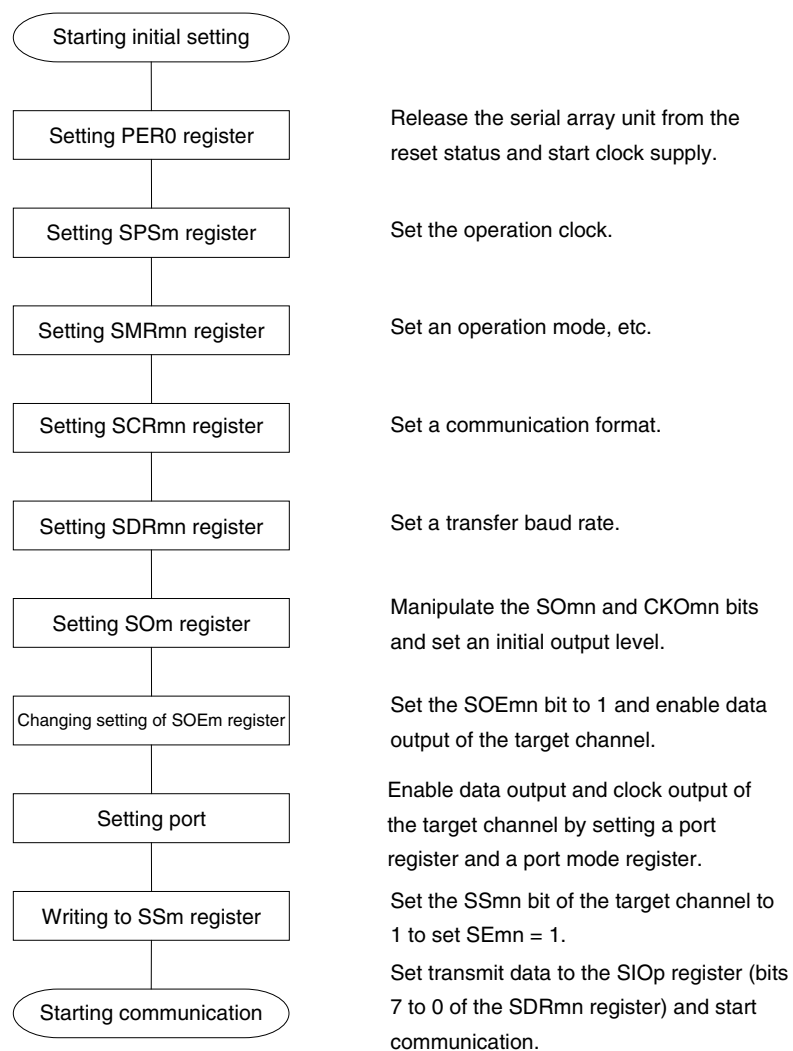 Starting initial setting
Setting PER0 register
Release the serial array unit from the
reset status and start clock supply.
Setting SPSm register
Set the operation clock.
Setting SMRmn register
Set an operation mode, etc.
Setting SCRmn register
Set a communication format.
Setting SDRmn register
Set a transfer baud rate.
Setting SOm register
Manipulate the SOmn and CKOmn bits
and set an initial output level.
Changing setting of SOEm register
Set the SOEmn bit to 1 and enable data
output of the target channel.
Setting port
Enable data output and clock output of
the target channel by setting a port
register and a port mode register.
Writing to SSm register
Set the SSmn bit of the target channel to
1 to set SEmn = 1.
Starting communication
Set transmit data to the SIOp register (bits
7 to 0 of the SDRmn register) and start
communication.